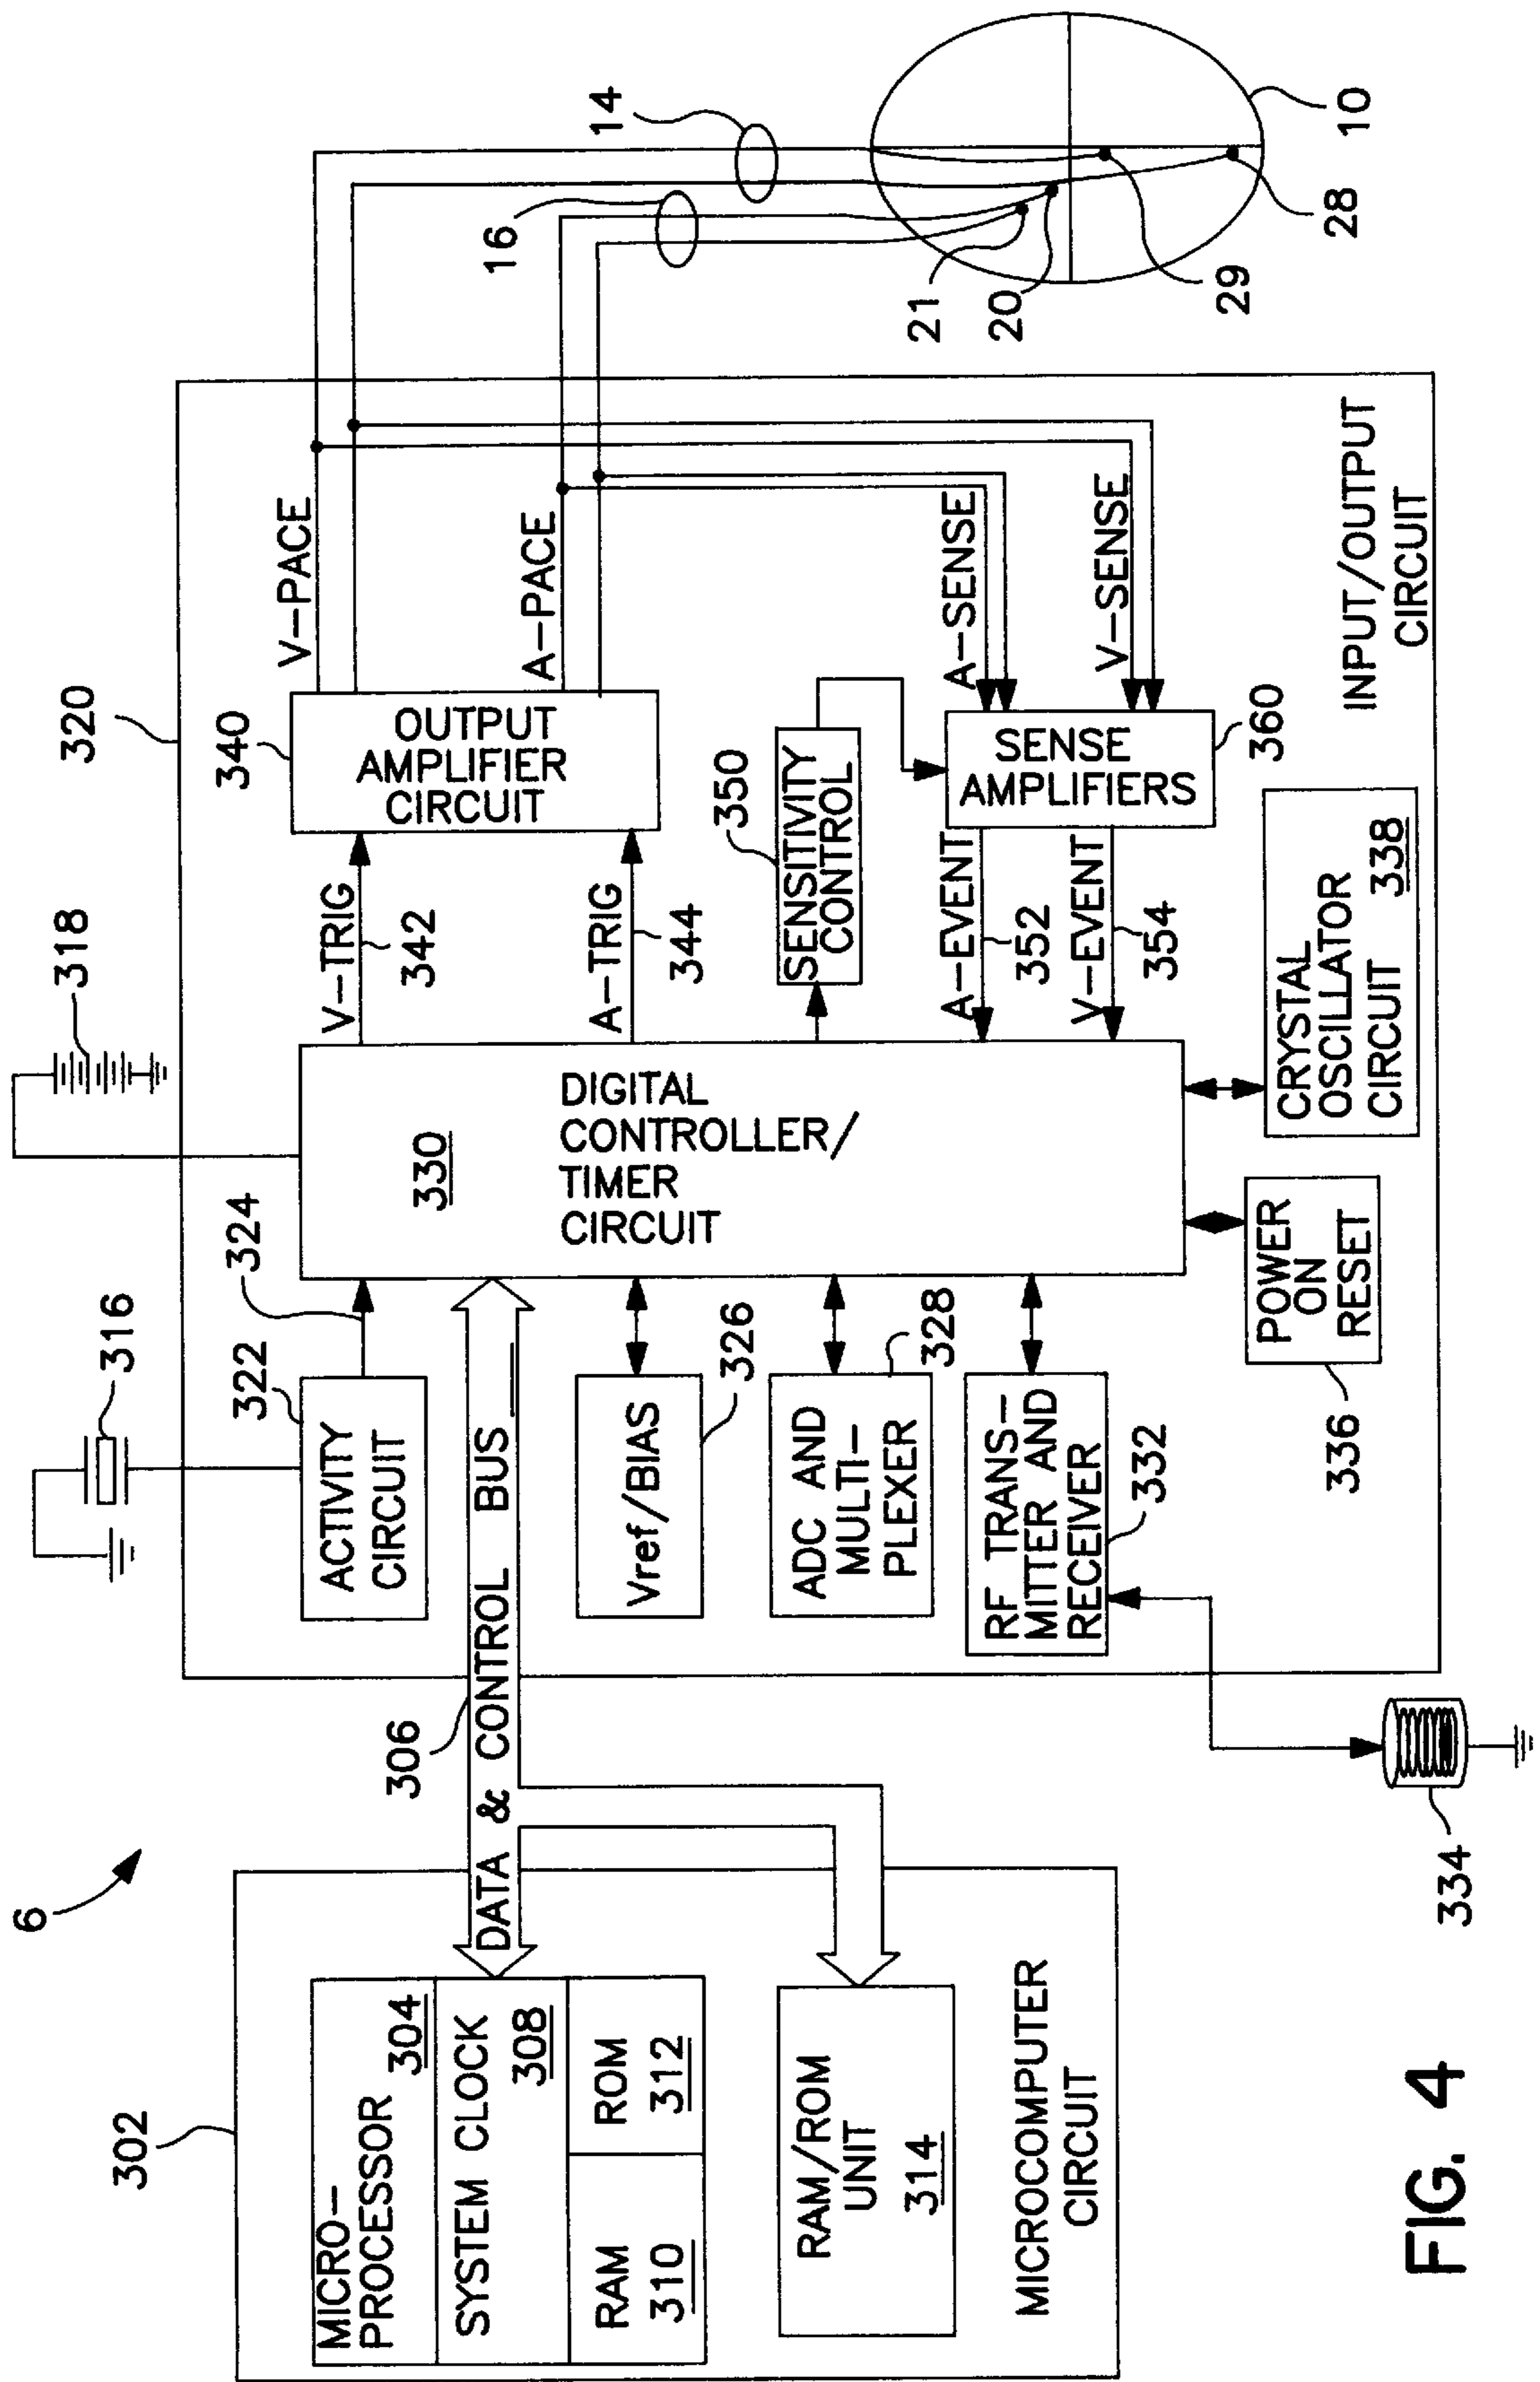 6
302
MICRO-
PROCESSOR
304
SYSTEM CLOCK
308
RAM
310
ROM
312
RAM/ROM
UNIT
314
MICROCOMPUTER
CIRCUIT
306
DATA & CONTROL BUS
316
318
320
322
ACTIVITY
CIRCUIT
324
Vref/BIAS
326
ADC AND
MULTI-
PLEXER
328
RF TRANS-
MITTER AND
RECEIVER
332
334
330
DIGITAL
CONTROLLER/
TIMER
CIRCUIT
POWER
ON
RESET
336
CRYSTAL
OSCILLATOR
CIRCUIT 338
V-TRIG
342
A-TRIG
344
340
OUTPUT
AMPLIFIER
CIRCUIT
350
SENSITIVITY
CONTROL
A-EVENT
352
V-EVENT
354
SENSE
AMPLIFIERS
360
V-PACE
A-PACE
A-SENSE
V-SENSE
INPUT/OUTPUT
CIRCUIT
14
16
21
20
29
28
10
FIG. 4